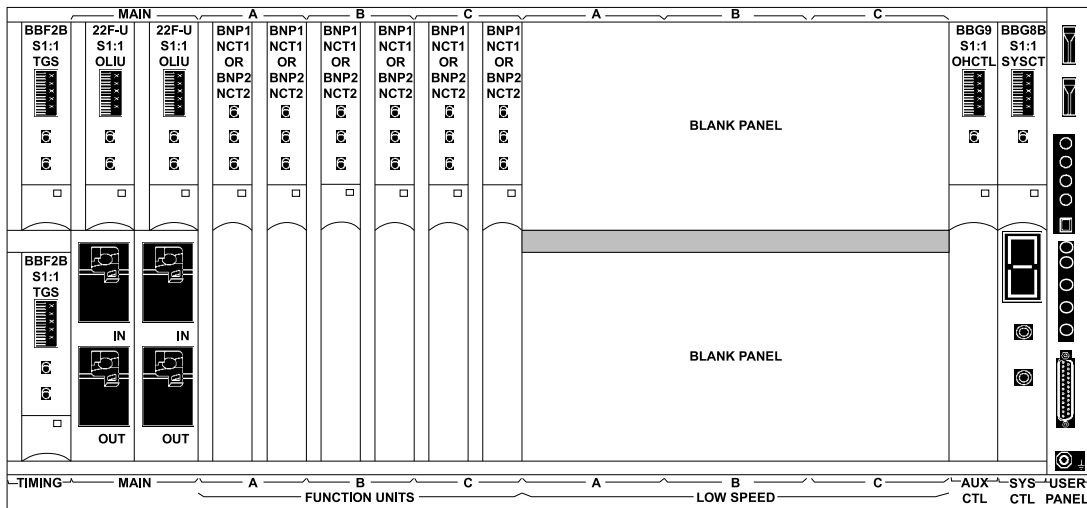 MAIN A B C A B C
BBF2B
S1:1
TGS
22F-U
S1:1
OLIU
22F-U
S1:1
OLIU
BNP1
NCT1
OR
BNP2
NCT2
BNP1
NCT1
OR
BNP2
NCT2
BNP1
NCT1
OR
BNP2
NCT2
BNP1
NCT1
OR
BNP2
NCT2
BNP1
NCT1
OR
BNP2
NCT2
BNP1
NCT1
OR
BNP2
NCT2
BLANK PANEL
BBG9
S1:1
OHCTL
BBG8B
S1:1
SYSCT
BBF2B
S1:1
TGS
IN
IN
OUT
OUT
BLANK PANEL
TIMING MAIN A B C A B C AUX SYS USER
FUNCTION UNITS LOW SPEED CTL CTL PANEL